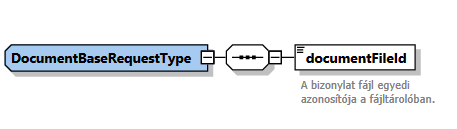 DocumentBaseRequestType
documentFileId
A bizonylat fájl egyedi
azonosítója a fájltárolóban.